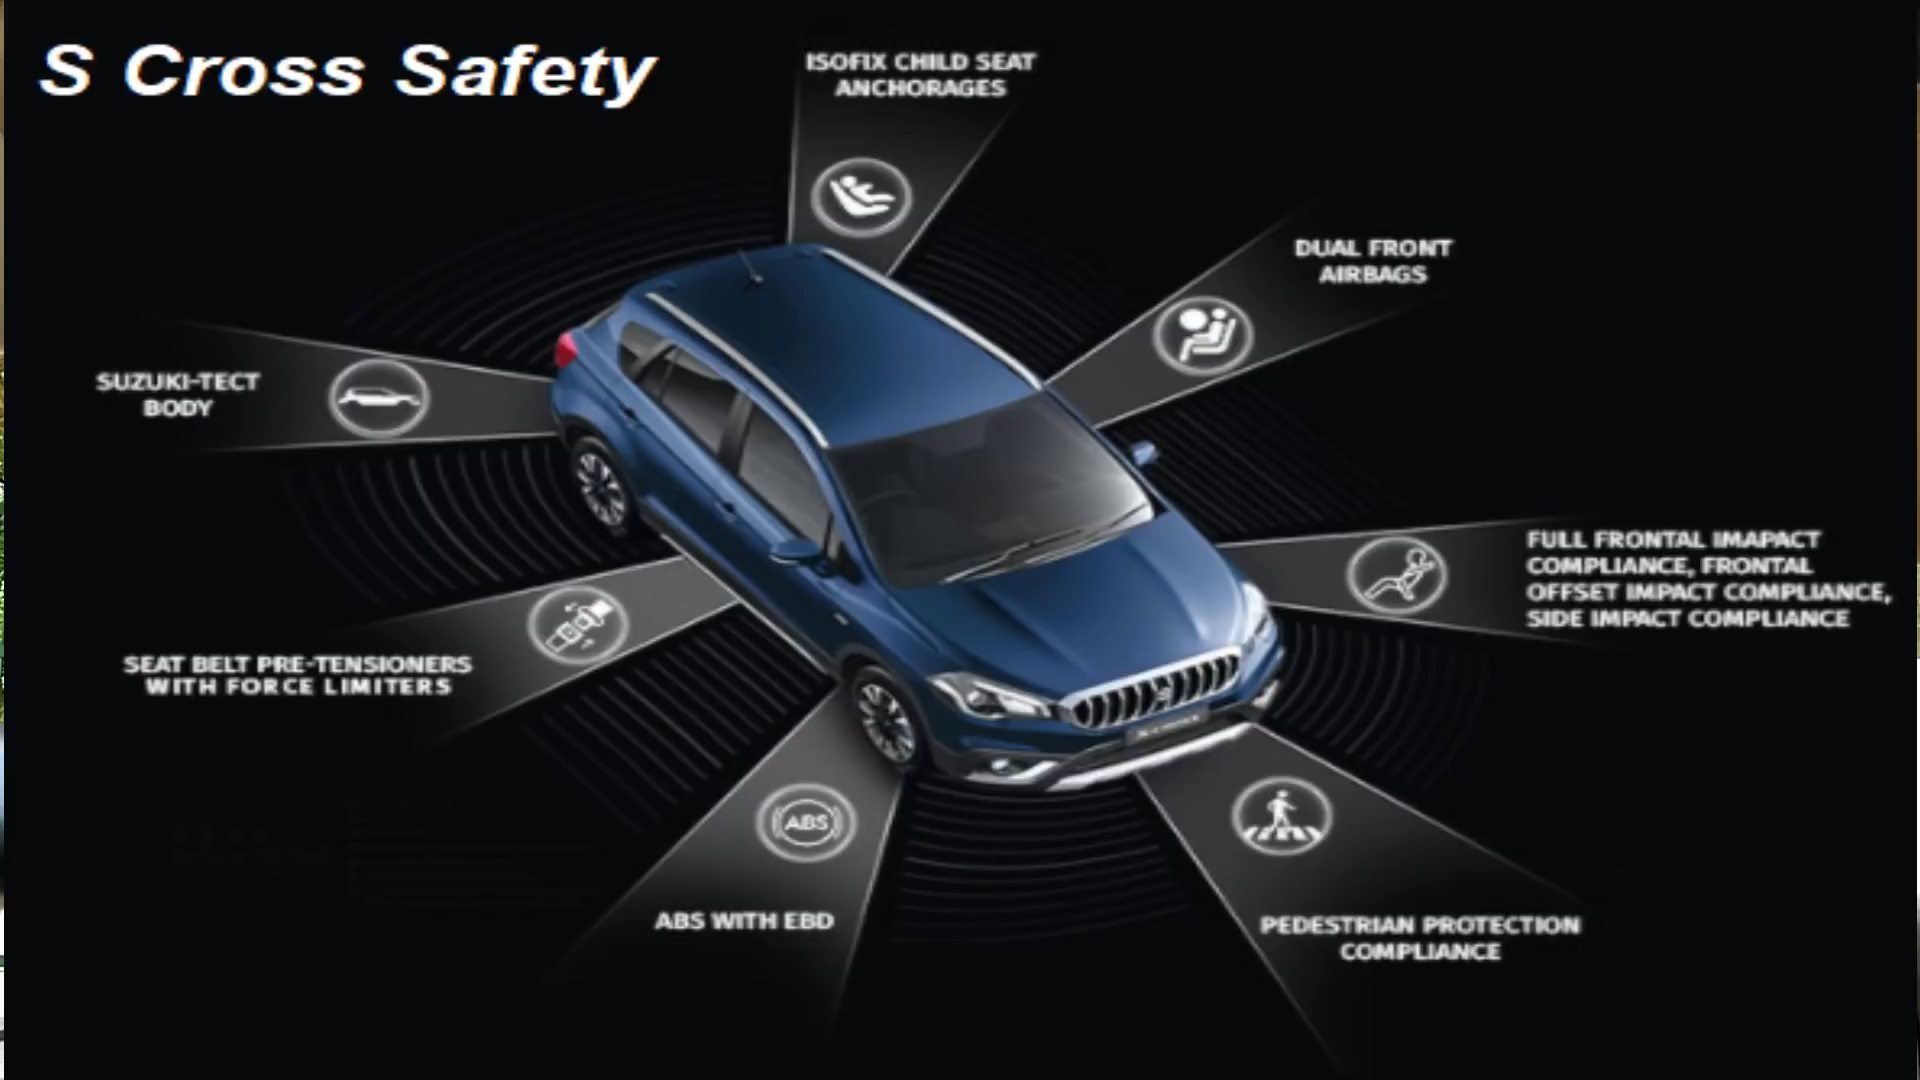 S Cross Safety
ISOFIX CHILD SEAT
ANCHORAGES
DUAL FRONT
AIRBAGS
SUZUKI-TECT
BODY
FULL FRONTAL IMAPACT
COMPLIANCE, FRONTAL
OFFSET IMPACT COMPLIANCE,
SIDE IMPACT COMPLIANCE
SEAT BELT PRE-TENSIONERS
WITH FORCE LIMITERS
ABS
ABS WITH EBD
PEDESTRIAN PROTECTION
COMPLIANCE